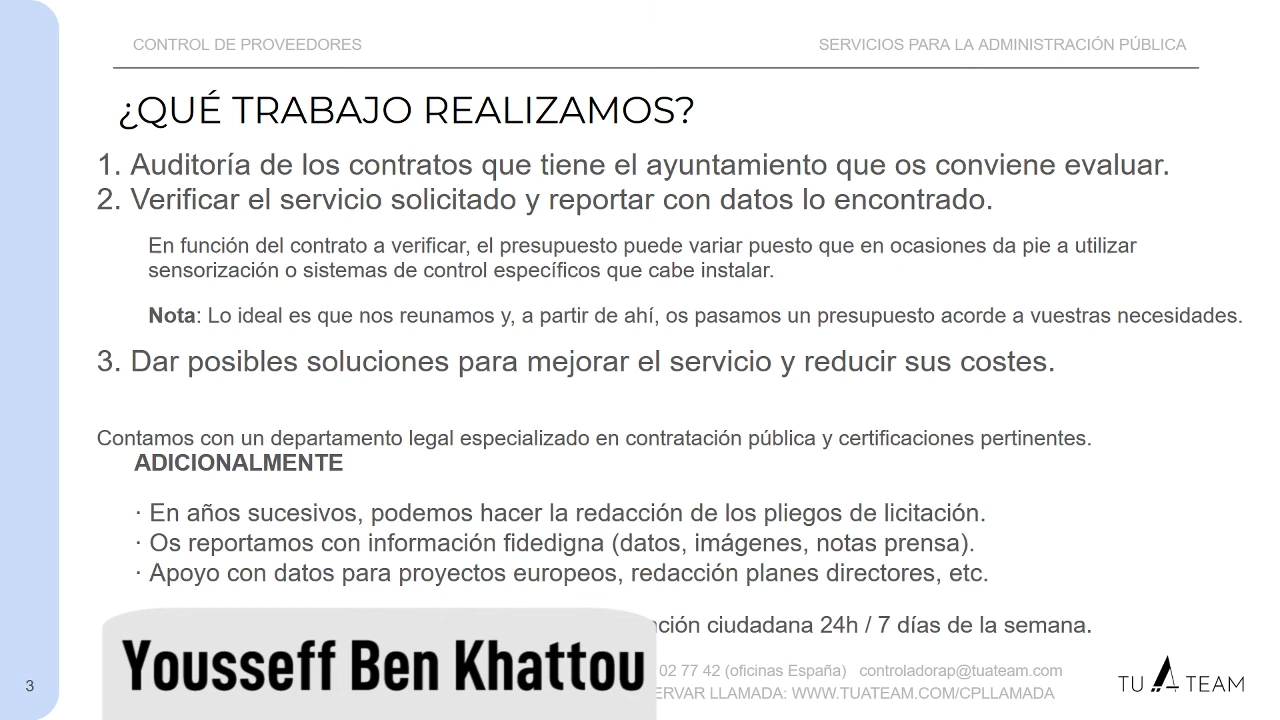 CONTROL DE PROVEEDORES
SERVICIOS PARA LA ADMINISTRACIÓN PÚBLICA
¿QUÉ TRABAJO REALIZAMOS?
1. Auditoría de los contratos que tiene el ayuntamiento que os conviene evaluar.
2. Verificar el servicio solicitado y reportar con datos lo encontrado.
En función del contrato a verificar, el presupuesto puede variar puesto que en ocasiones da pie a utilizar
sensorización o sistemas de control específicos que cabe instalar.
Nota: Lo ideal es que nos reunamos y, a partir de ahí, os pasamos un presupuesto acorde a vuestras necesidades.
3. Dar posibles soluciones para mejorar el servicio y reducir sus costes.
Contamos con un departamento legal especializado en contratación pública y certificaciones pertinentes.
ADICIONALMENTE
· En años sucesivos, podemos hacer la redacción de los pliegos de licitación.
· Os reportamos con información fidedigna (datos, imágenes, notas prensa).
· Apoyo con datos para proyectos europeos, redacción planes directores, etc.
ciudadana 24h / 7 días de la semana.
Yousseff Ben Khattou
02 77 42 (oficinas España) controladorap@tuateam.com
LLAMADA: WWW.TUATEAM.COM/CPLLAMADA
TU A TEAM
3